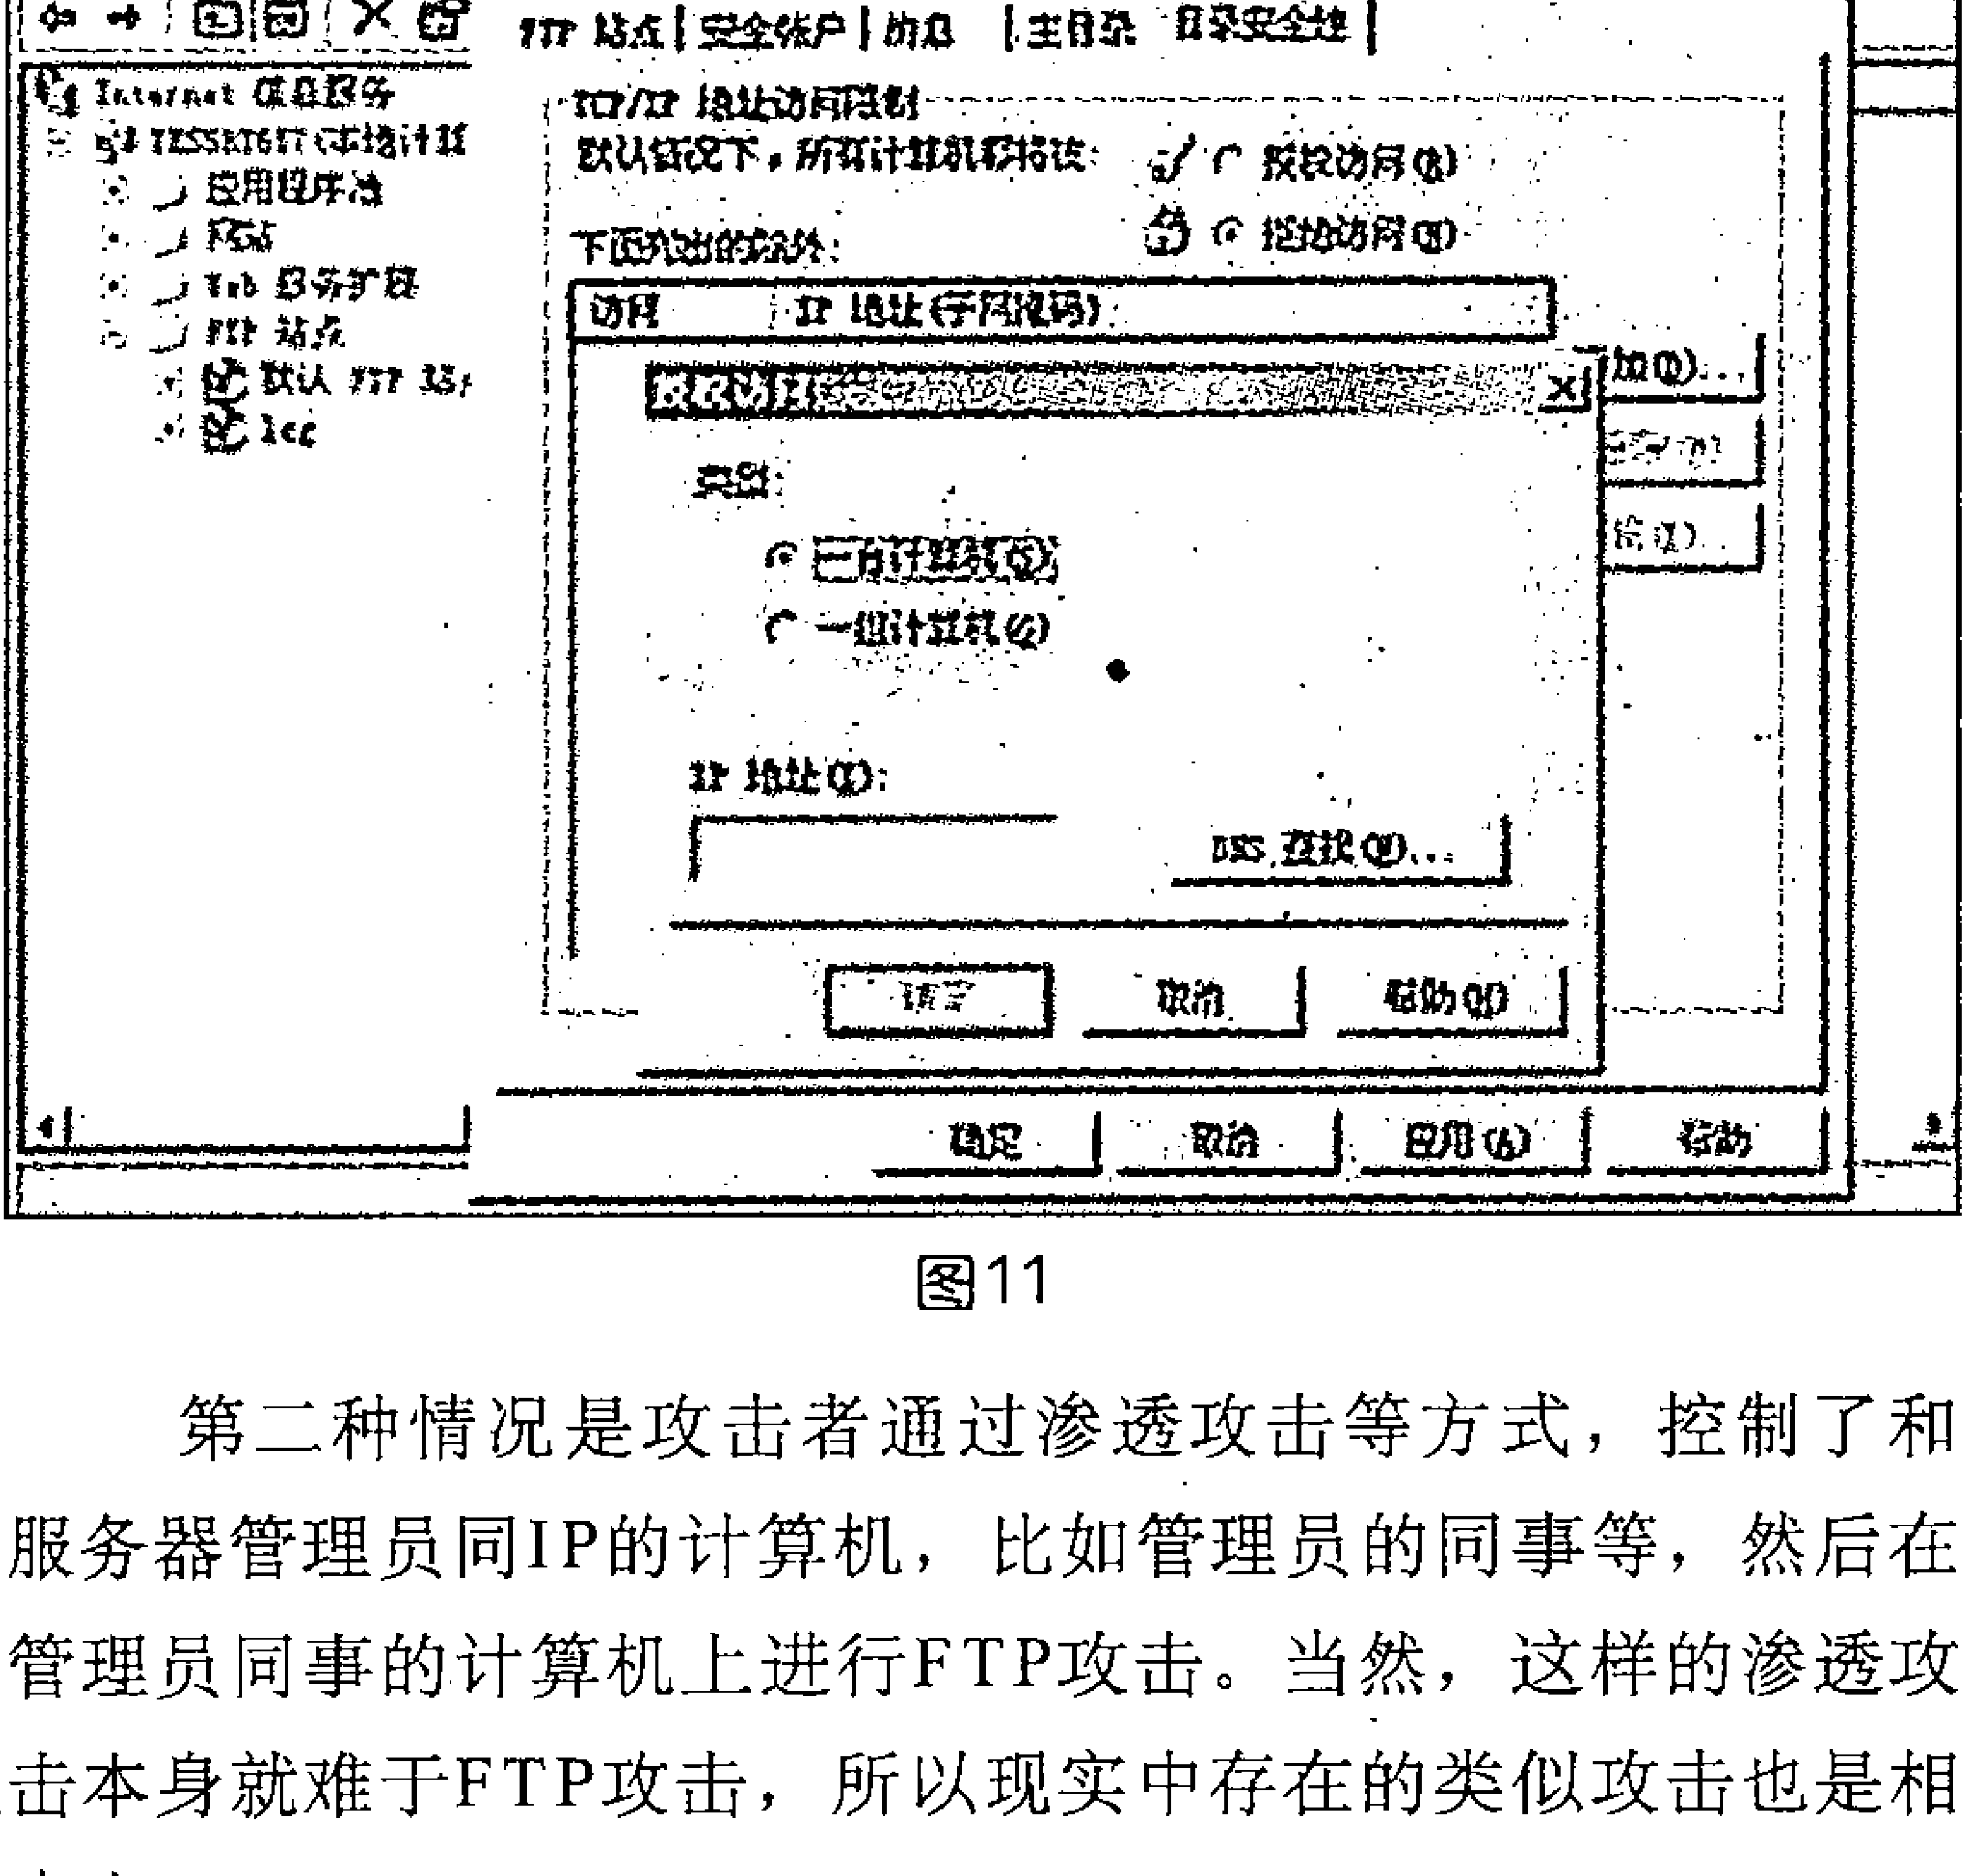 FTP 站点 安全帐户 消息 主目录 目录安全性
Internet 信息服务
(本地计算
应用程序池
网站
Web 服务扩展
FTP 站点
默认 FTP 站
TCP/IP 地址访问限制
默认情况下，所有计算机都将被:
授权访问(R)
拒绝访问(N)
下面列出的除外:
访问 IP 地址(子网掩码)
加(D)...
授权访问
类型:
一台计算机(S)
一组计算机(G)
IP 地址(I):
DNS 查找(W)...
确定 取消 帮助(H)
确定 取消 应用(A) 帮助
图11
第二种情况是攻击者通过渗透攻击等方式，控制了和
服务器管理员同IP的计算机，比如管理员的同事等，然后在
管理员同事的计算机上进行FTP攻击。当然，这样的渗透攻
击本身就难于FTP攻击，所以现实中存在的类似攻击也是相